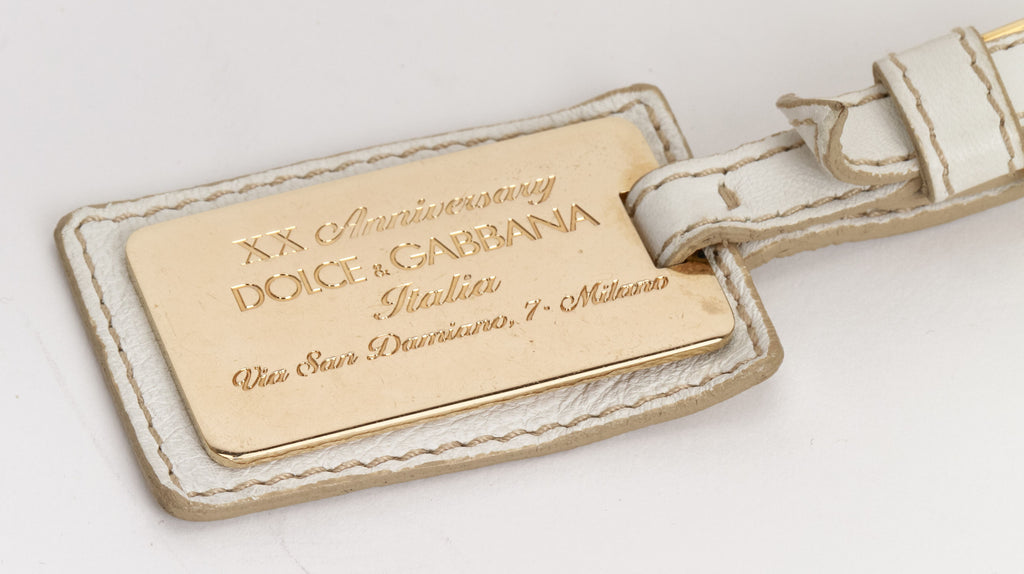 XX Anniversary
DOLCE & GABBANA
Italia
Via San Damiano, 7 - Milano